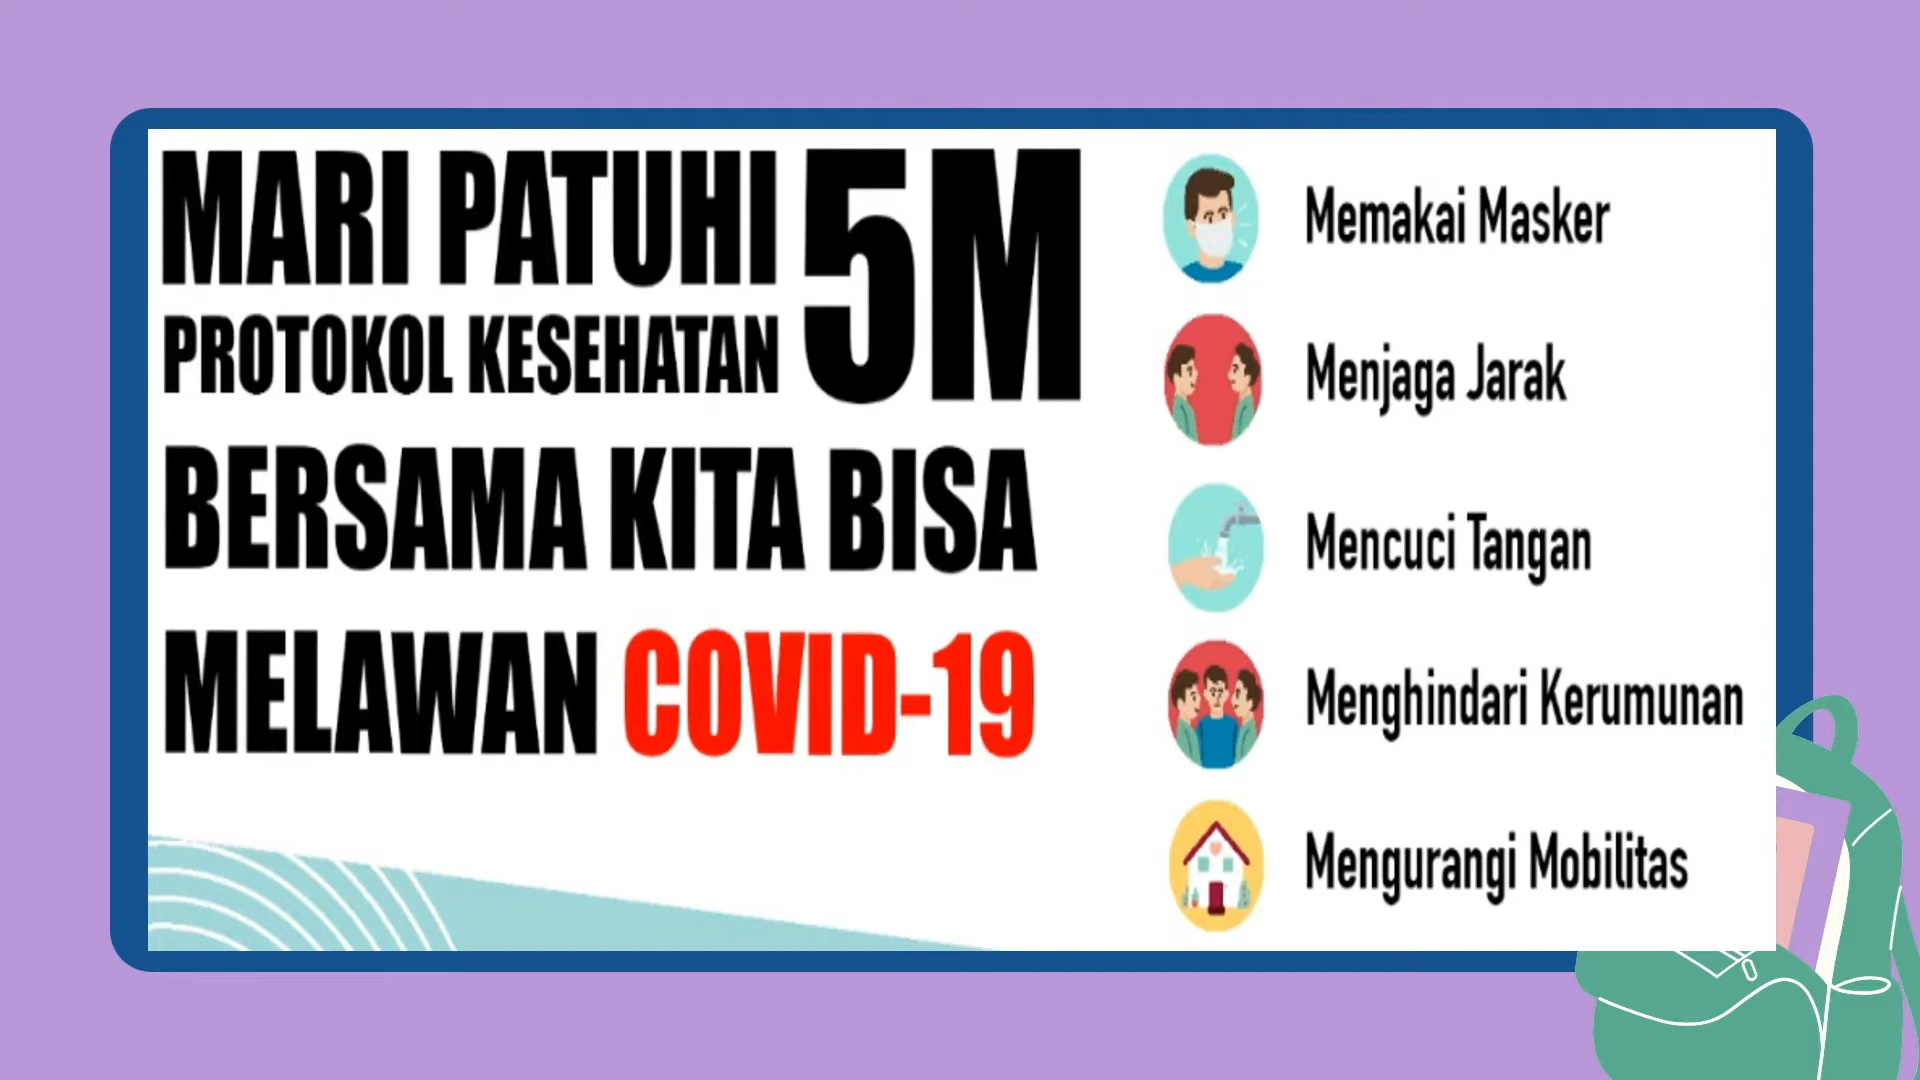 MARI PATUHI 5M
PROTOKOL KESEHATAN
BERSAMA KITA BISA
MELAWAN COVID-19
Memakai Masker
Menjaga Jarak
Mencuci Tangan
Menghindari Kerumunan
Mengurangi Mobilitas